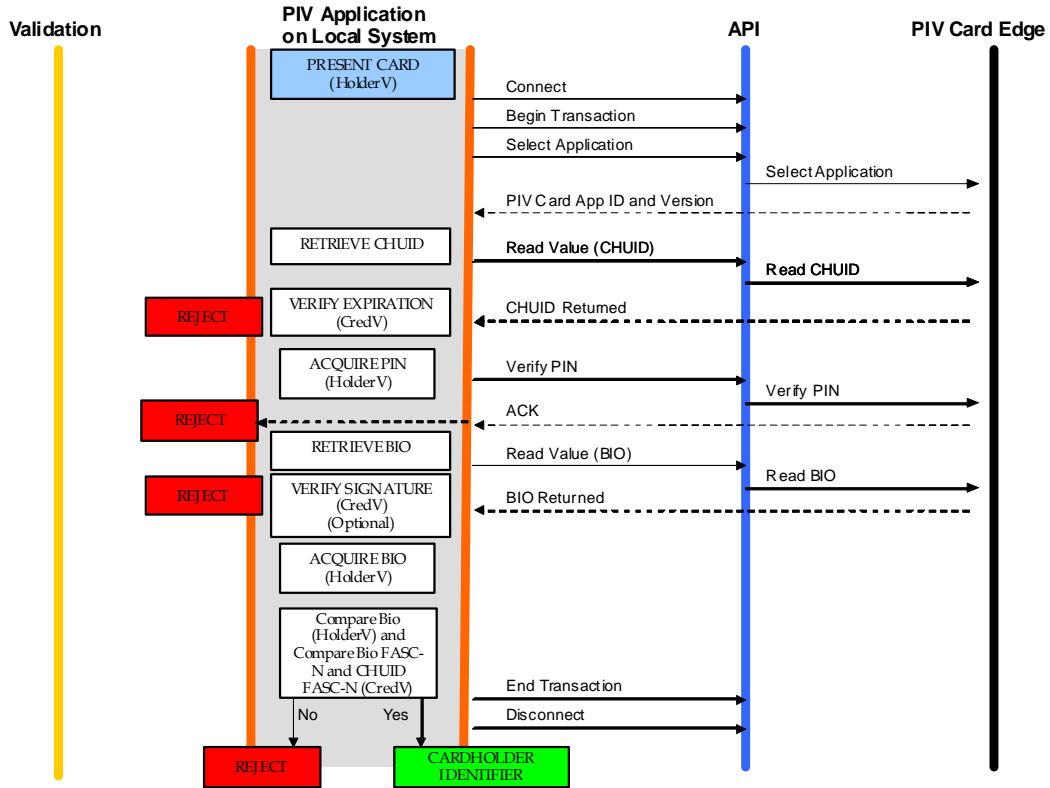 Validation
PIV Application
on Local System
API
PIV Card Edge
PRESENT CARD
(HolderV)
Connect
Begin Transaction
Select Application
Select Application
PIV Card App ID and Version
RETRIEVE CHUID
Read Value (CHUID)
Read CHUID
REJECT
VERIFY EXPIRATION
(CredV)
CHUID Returned
ACQUIRE PIN
(HolderV)
Verify PIN
Verify PIN
REJECT
ACK
RETRIEVE BIO
Read Value (BIO)
Read BIO
REJECT
VERIFY SIGNATURE
(CredV)
(Optional)
BIO Returned
ACQUIRE BIO
(HolderV)
Compare Bio
(HolderV) and
Compare Bio FASC-
N and CHUID
FASC-N (CredV)
End Transaction
No
Yes
Disconnect
REJECT
CARDHOLDER
IDENTIFIER